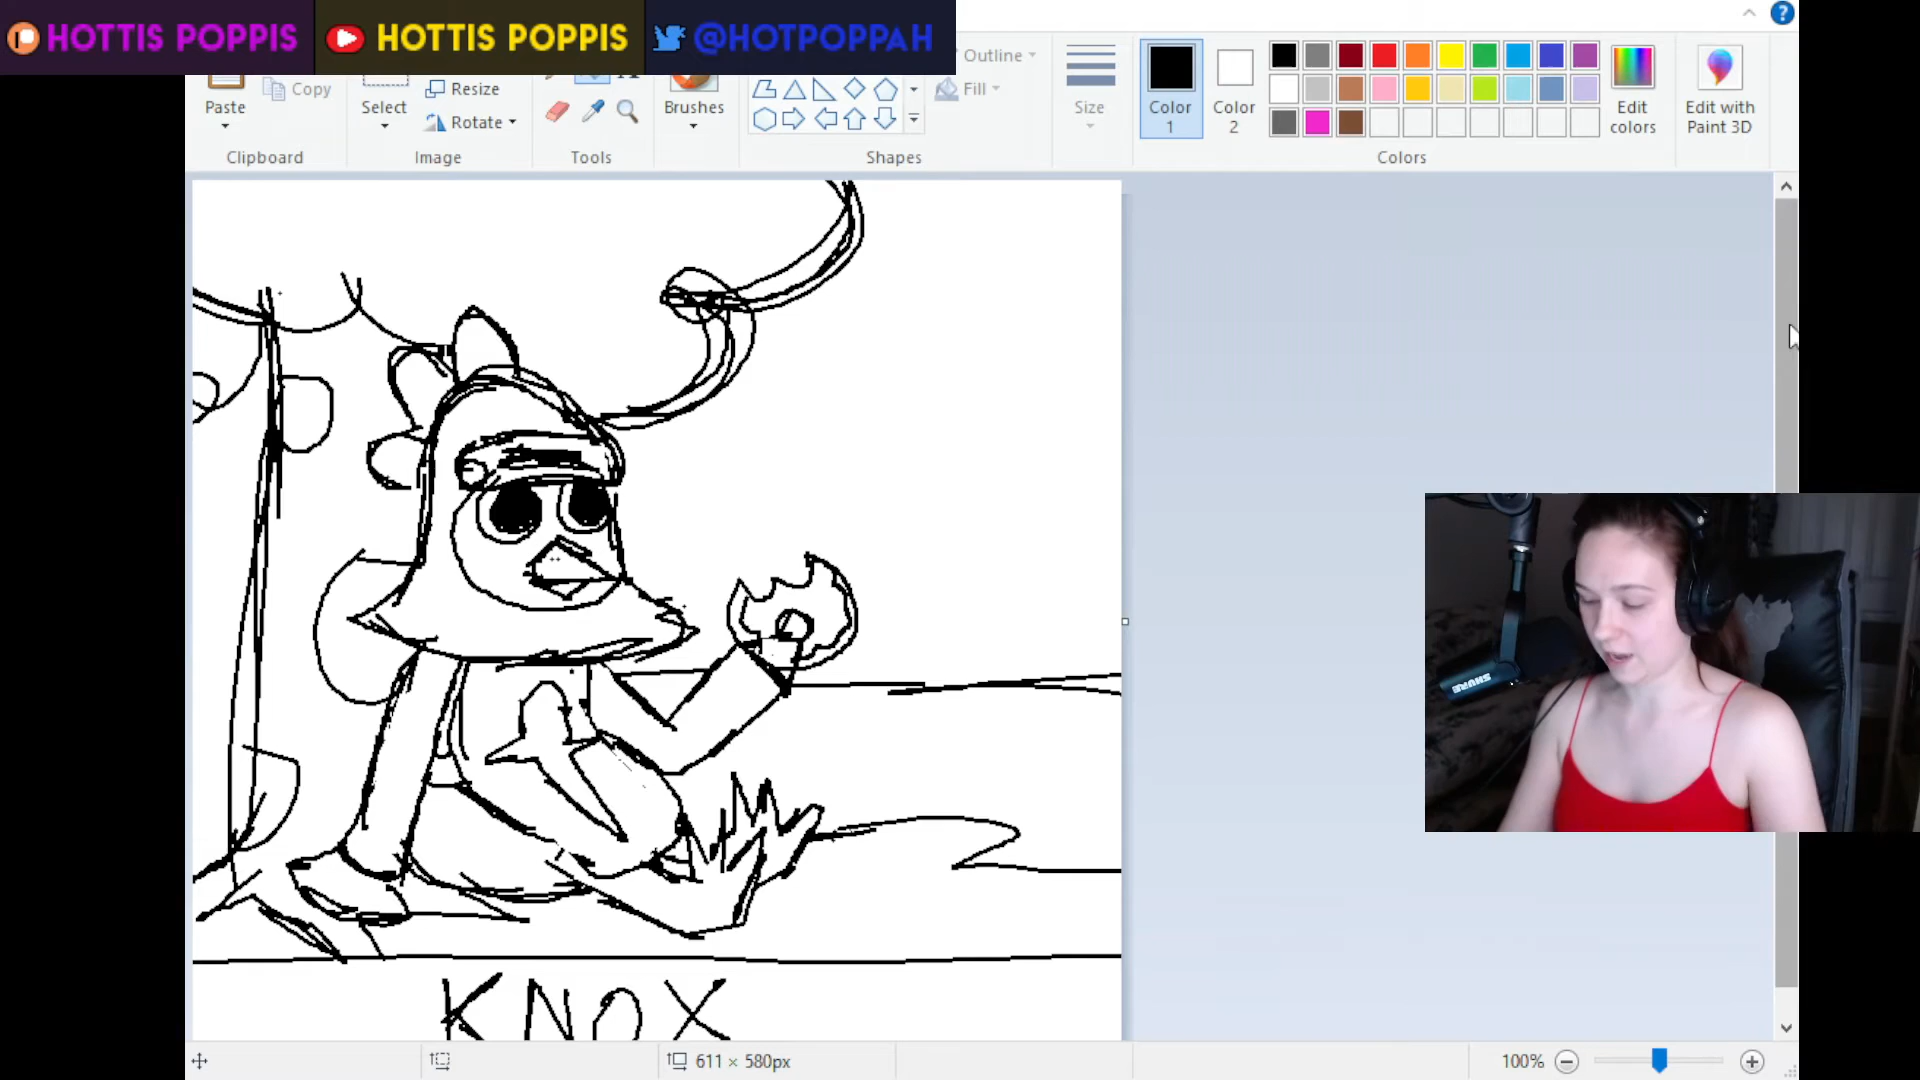 HOTTIS POPPIS
HOTTIS POPPIS
@HOTPOPPAH
Outline
Paste
Copy
Select
Resize
Rotate
Brushes
Fill
Size
Color 1
Color 2
Edit colors
Edit with Paint 3D
Clipboard
Image
Tools
Shapes
Colors
SHURE
KNOX
611 × 580px
100%